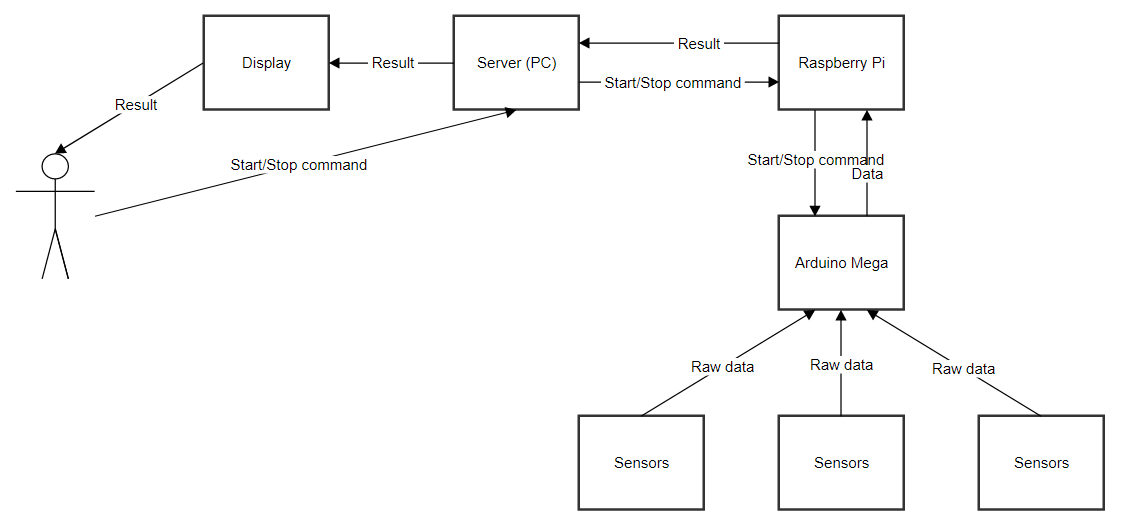 Display
Server (PC)
Raspberry Pi
Result
Result
Start/Stop command
Result
Start/Stop command
Start/Stop command
Data
Arduino Mega
Raw data
Raw data
Raw data
Sensors
Sensors
Sensors